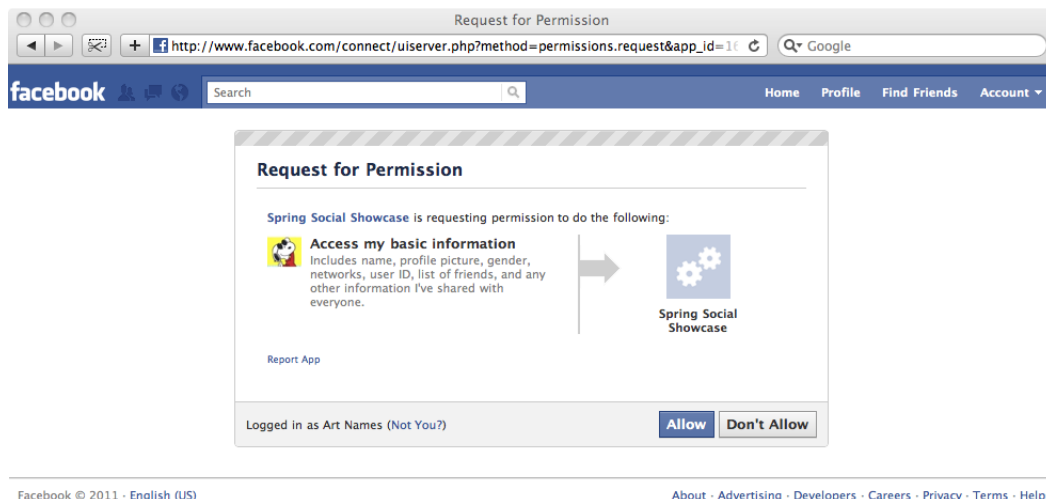 Request for Permission
http://www.facebook.com/connect/uiserver.php?method=permissions.request&app_id=16
Google
facebook
Search
Home Profile Find Friends Account
Request for Permission
Spring Social Showcase is requesting permission to do the following:
Access my basic information
Includes name, profile picture, gender,
networks, user ID, list of friends, and any
other information I've shared with
everyone.
Spring Social
Showcase
Report App
Logged in as Art Names (Not You?)
Allow Don't Allow
Facebook © 2011 · English (US)
About · Advertising · Developers · Careers · Privacy · Terms · Help